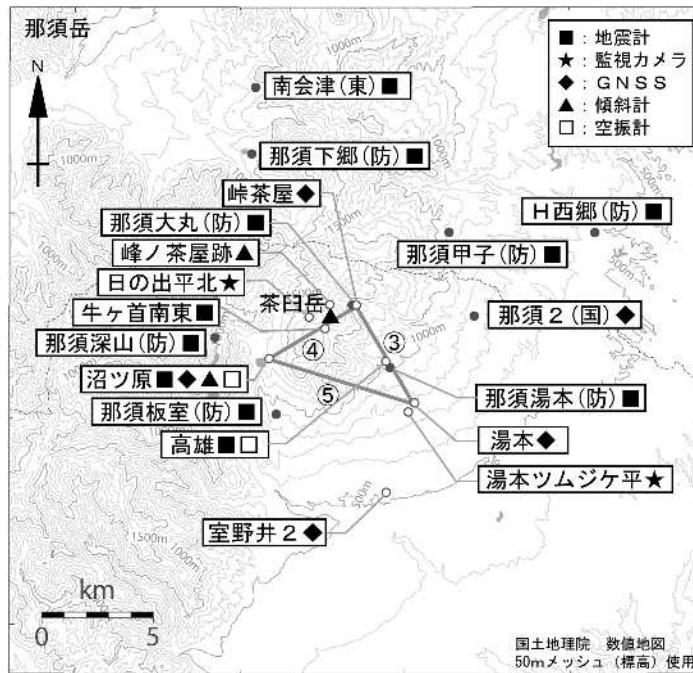 那須岳
N
■：地震計
★：監視カメラ
◆：ＧＮＳＳ
▲：傾斜計
□：空振計
1000m
南会津(東)■
1000m
那須下郷(防)■
峠茶屋◆
那須大丸(防)■
Ｈ西郷(防)■
峰ノ茶屋跡▲
那須甲子(防)■
日の出平北★
茶臼岳
牛ヶ首南東■
那須２(国)◆
那須深山(防)■
1000m
④
③
沼ツ原■◆▲□
⑤
那須湯本(防)■
那須板室(防)■
湯本◆
高雄■□
湯本ツムジケ平★
500m
室野井２◆
1500m
1000m
km
0 5
国土地理院 数値地図
50mメッシュ（標高）使用